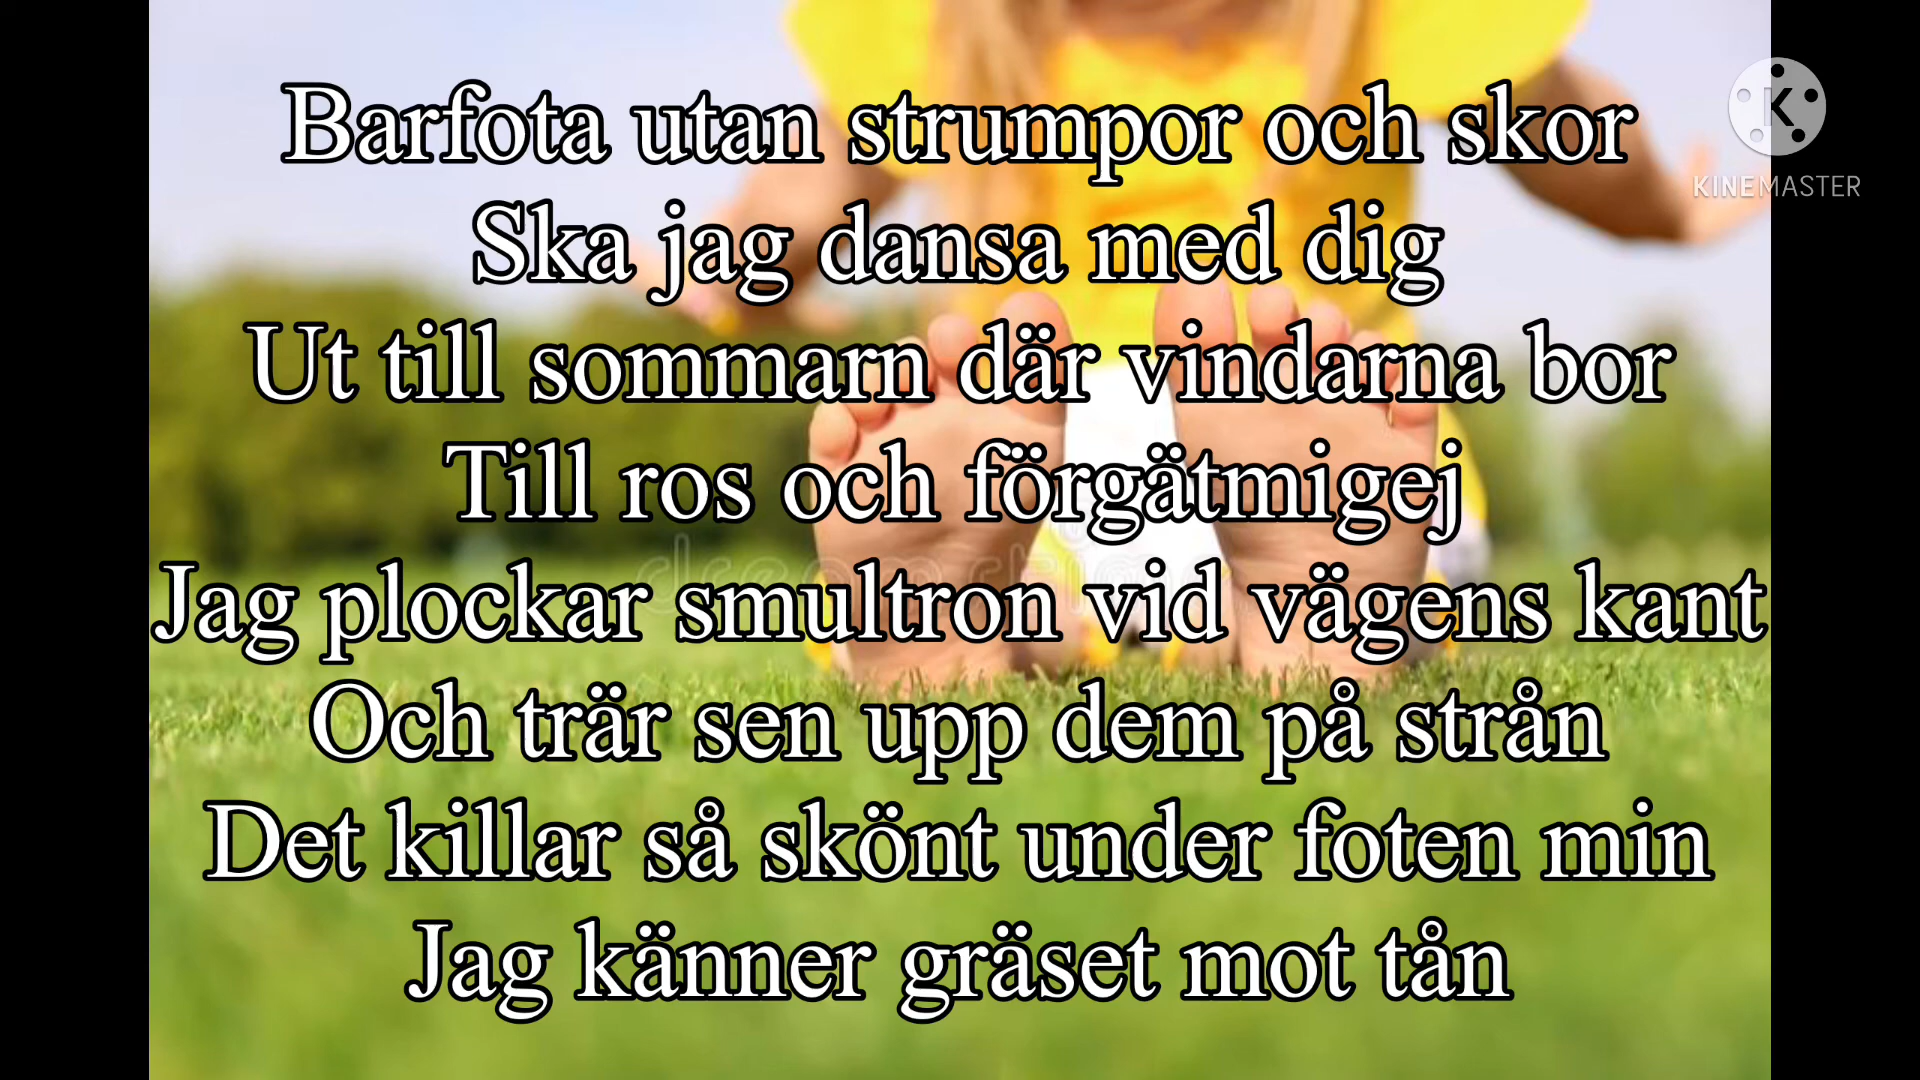 Barfota utan strumpor och skor
Ska jag dansa med dig
Ut till sommarn där vindarna bor
Till ros och förgätmigej
Jag plockar smultron vid vägens kant
Och trär sen upp dem på strån
Det killar så skönt under foten min
Jag känner gräset mot tån
K
KINEMASTER